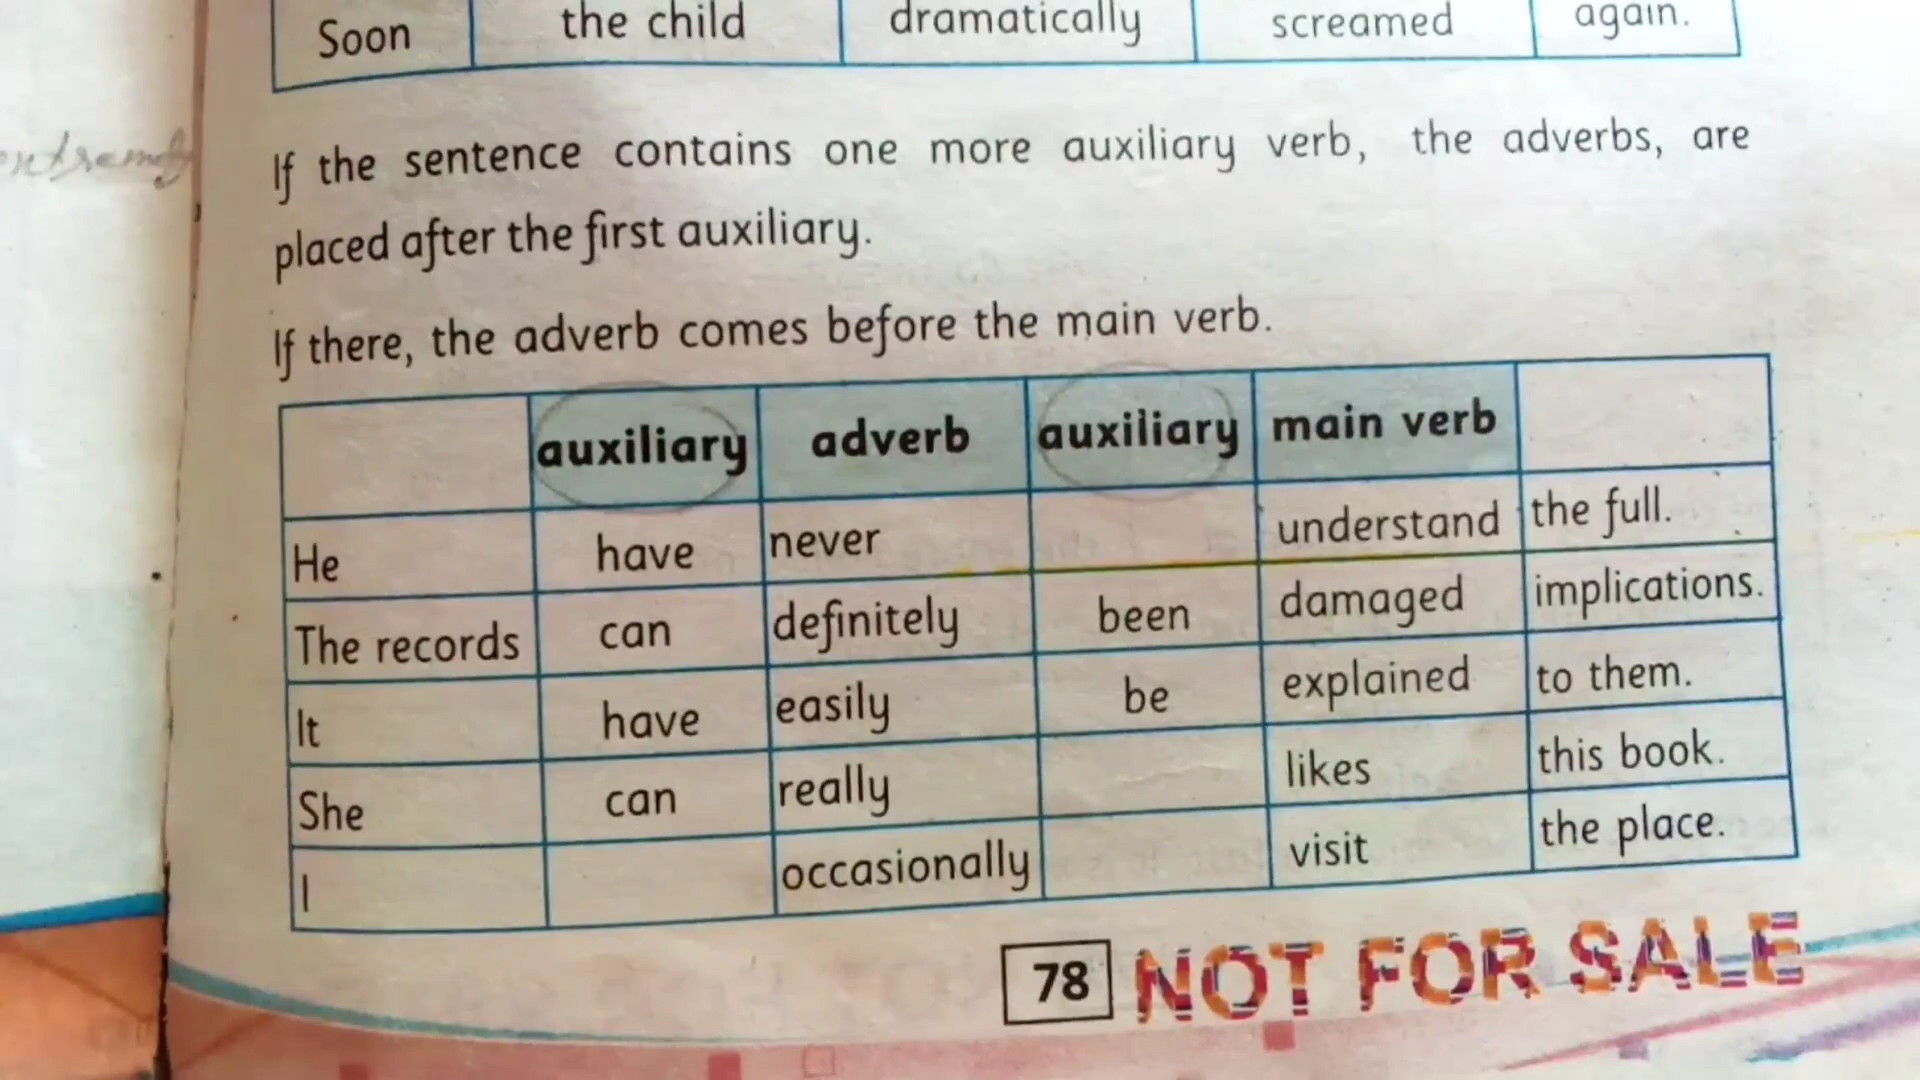 Soon the child dramatically screamed again.
If the sentence contains one more auxiliary verb, the adverbs, are
placed after the first auxiliary.
If there, the adverb comes before the main verb.
auxiliary adverb auxiliary main verb
He have never understand the full.
The records can definitely been damaged implications.
It have easily be explained to them.
She can really likes this book.
I occasionally visit the place.
78 NOT FOR SALE